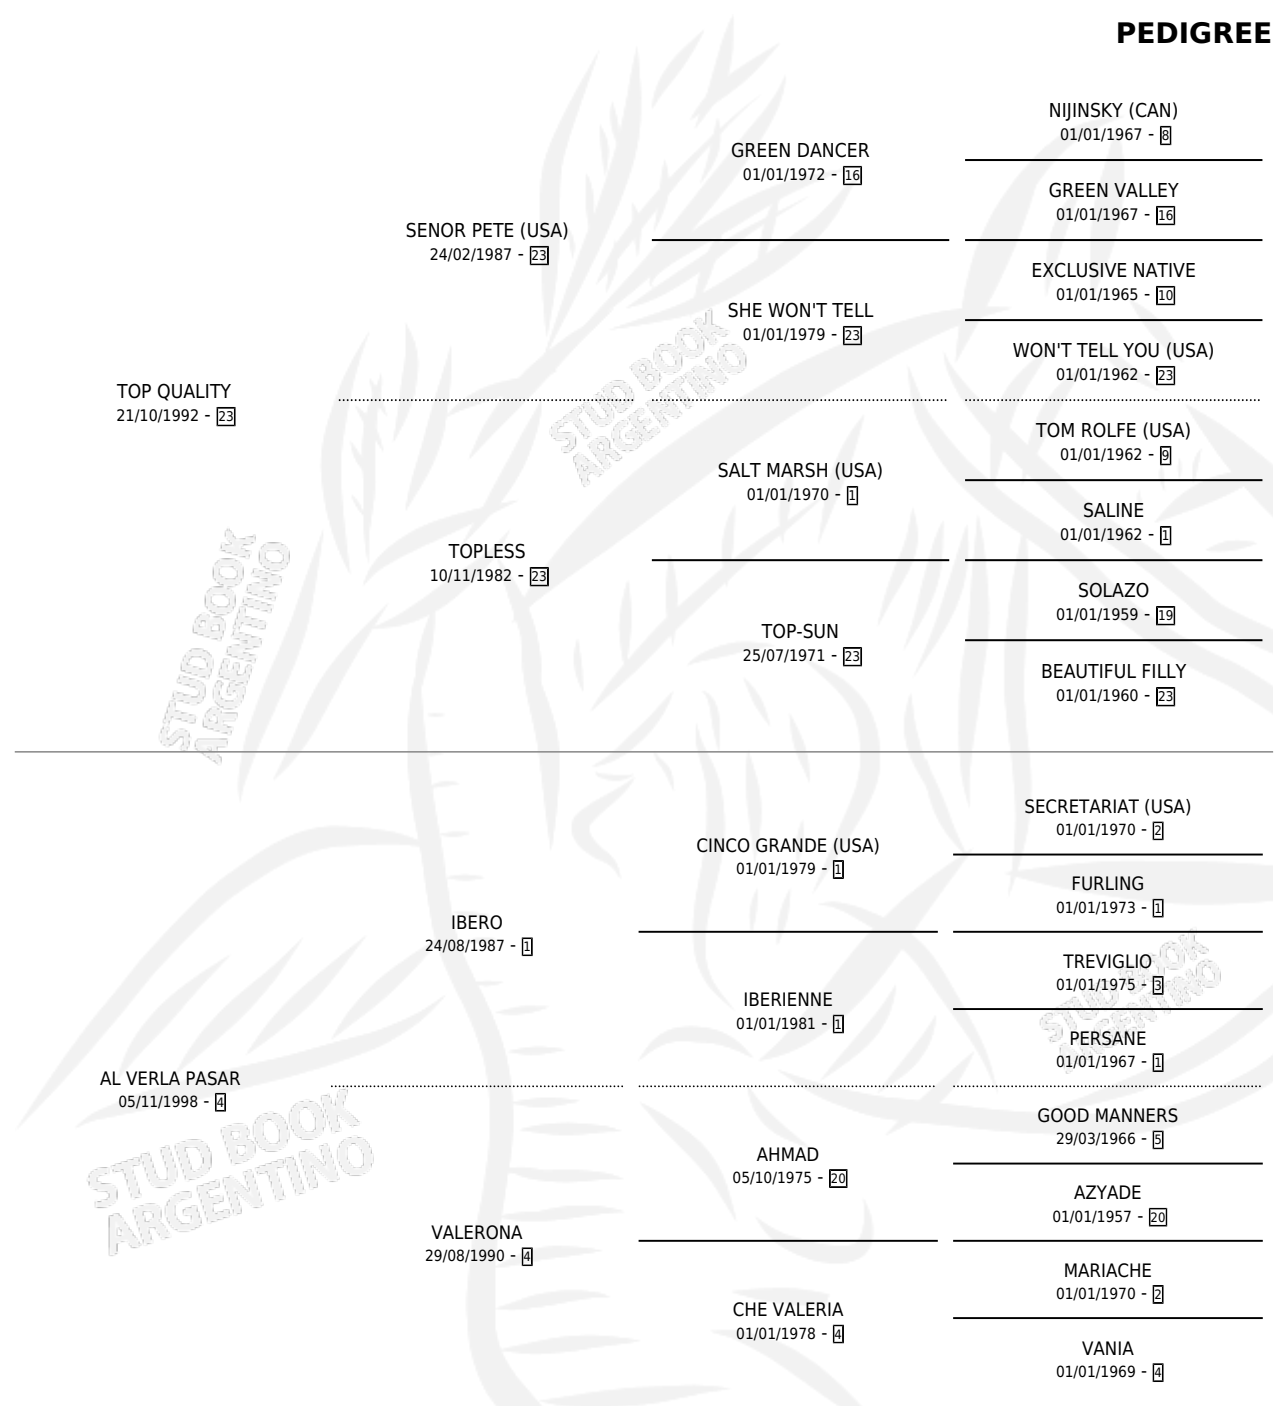 PEDIGREE
NIJINSKY (CAN)
01/01/1967 - 8
GREEN DANCER
01/01/1972 - 16
GREEN VALLEY
01/01/1967 - 16
SENOR PETE (USA)
24/02/1987 - 23
EXCLUSIVE NATIVE
01/01/1965 - 10
SHE WON'T TELL
01/01/1979 - 23
WON'T TELL YOU (USA)
01/01/1962 - 23
TOP QUALITY
21/10/1992 - 23
STUD BOOK
ARGENTINO
TOM ROLFE (USA)
01/01/1962 - 9
SALT MARSH (USA)
01/01/1970 - 1
SALINE
01/01/1962 - 1
TOPLESS
10/11/1982 - 23
SOLAZO
01/01/1959 - 19
TOP-SUN
25/07/1971 - 23
BEAUTIFUL FILLY
01/01/1960 - 23
STUD BOOK
ARGENTINO
SECRETARIAT (USA)
01/01/1970 - 2
CINCO GRANDE (USA)
01/01/1979 - 1
FURLING
01/01/1973 - 1
IBERO
24/08/1987 - 1
TREVIGLIO
01/01/1975 - 3
IBERIENNE
01/01/1981 - 1
PERSANE
01/01/1967 - 1
STUD BOOK
ARGENTINO
AL VERLA PASAR
05/11/1998 - 4
GOOD MANNERS
29/03/1966 - 5
AHMAD
05/10/1975 - 20
AZYADE
01/01/1957 - 20
STUD BOOK
ARGENTINO
VALERONA
29/08/1990 - 4
MARIACHE
01/01/1970 - 2
CHE VALERIA
01/01/1978 - 4
VANIA
01/01/1969 - 4